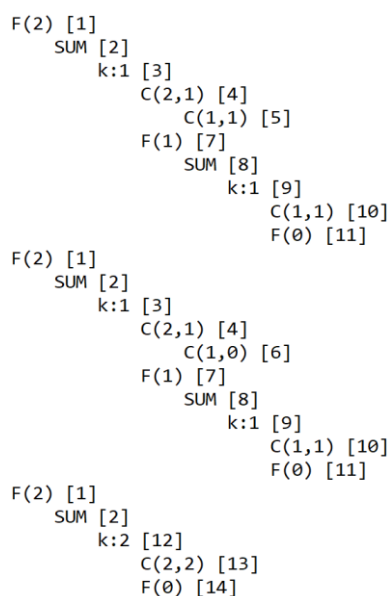 F(2) [1]
    SUM [2]
        k:1 [3]
            C(2,1) [4]
                C(1,1) [5]
            F(1) [7]
                SUM [8]
                    k:1 [9]
                        C(1,1) [10]
                        F(0) [11]
F(2) [1]
    SUM [2]
        k:1 [3]
            C(2,1) [4]
                C(1,0) [6]
            F(1) [7]
                SUM [8]
                    k:1 [9]
                        C(1,1) [10]
                        F(0) [11]
F(2) [1]
    SUM [2]
        k:2 [12]
            C(2,2) [13]
            F(0) [14]